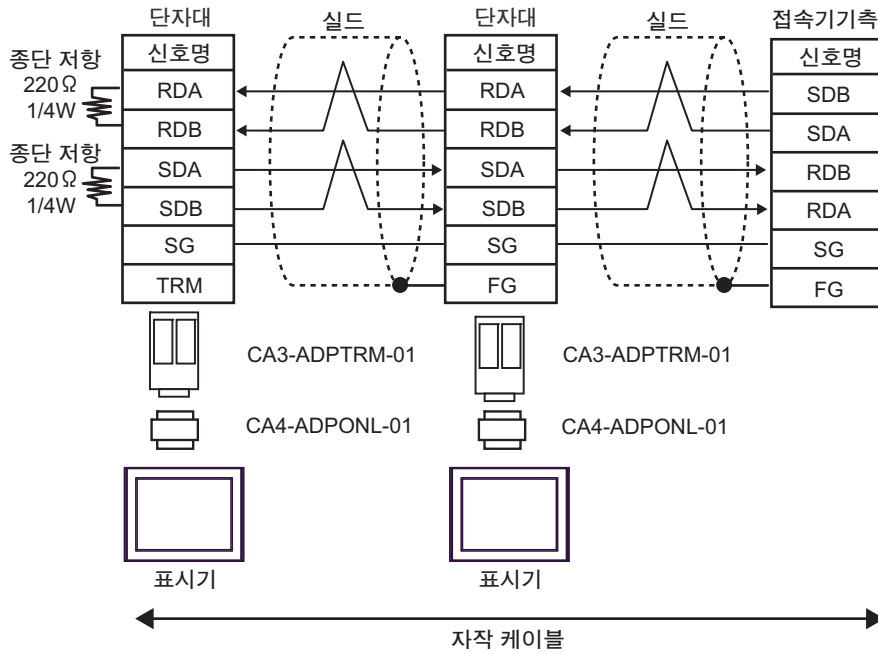 단자대
실드
단자대
실드
접속기기측
종단 저항
220Ω
1/4W
종단 저항
220Ω
1/4W
신호명
RDA
RDB
SDA
SDB
SG
TRM
신호명
RDA
RDB
SDA
SDB
SG
FG
신호명
SDB
SDA
RDB
RDA
SG
FG
CA3-ADPTRM-01
CA3-ADPTRM-01
CA4-ADPONL-01
CA4-ADPONL-01
표시기
표시기
자작 케이블